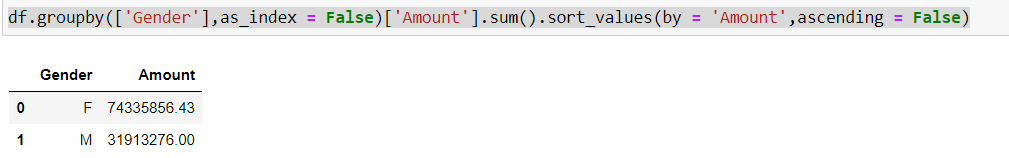 df.groupby(['Gender'],as_index = False)['Amount'].sum().sort_values(by = 'Amount',ascending = False)
Gender Amount
0 F 74335856.43
1 M 31913276.00